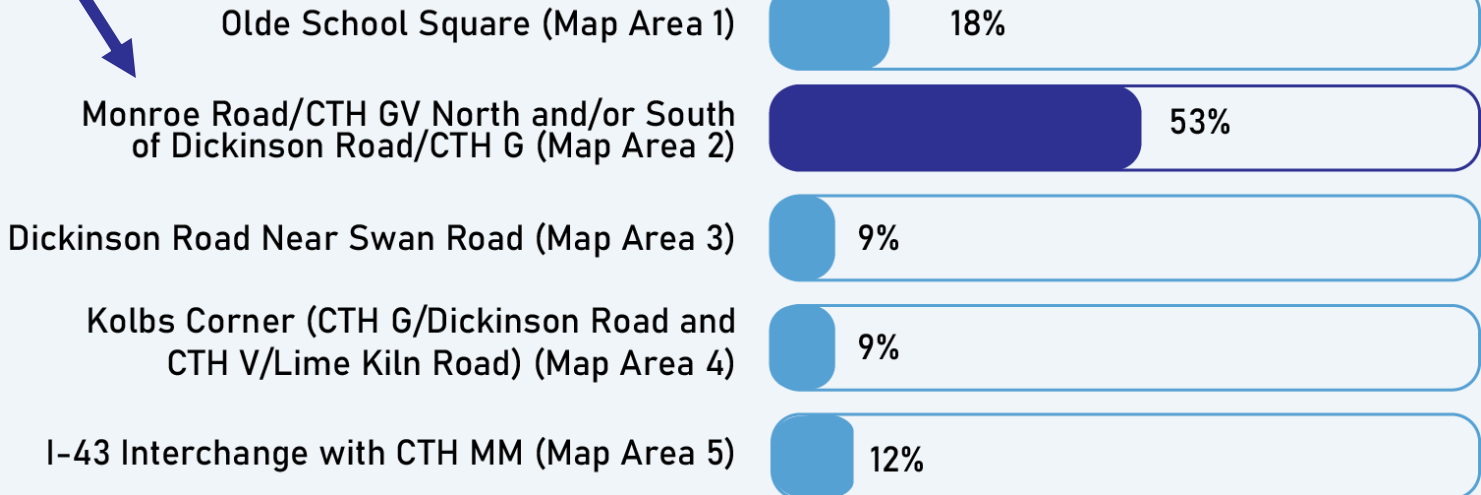 Olde School Square (Map Area 1)
18%
Monroe Road/CTH GV North and/or South
of Dickinson Road/CTH G (Map Area 2)
53%
Dickinson Road Near Swan Road (Map Area 3)
9%
Kolbs Corner (CTH G/Dickinson Road and
CTH V/Lime Kiln Road) (Map Area 4)
9%
I-43 Interchange with CTH MM (Map Area 5)
12%